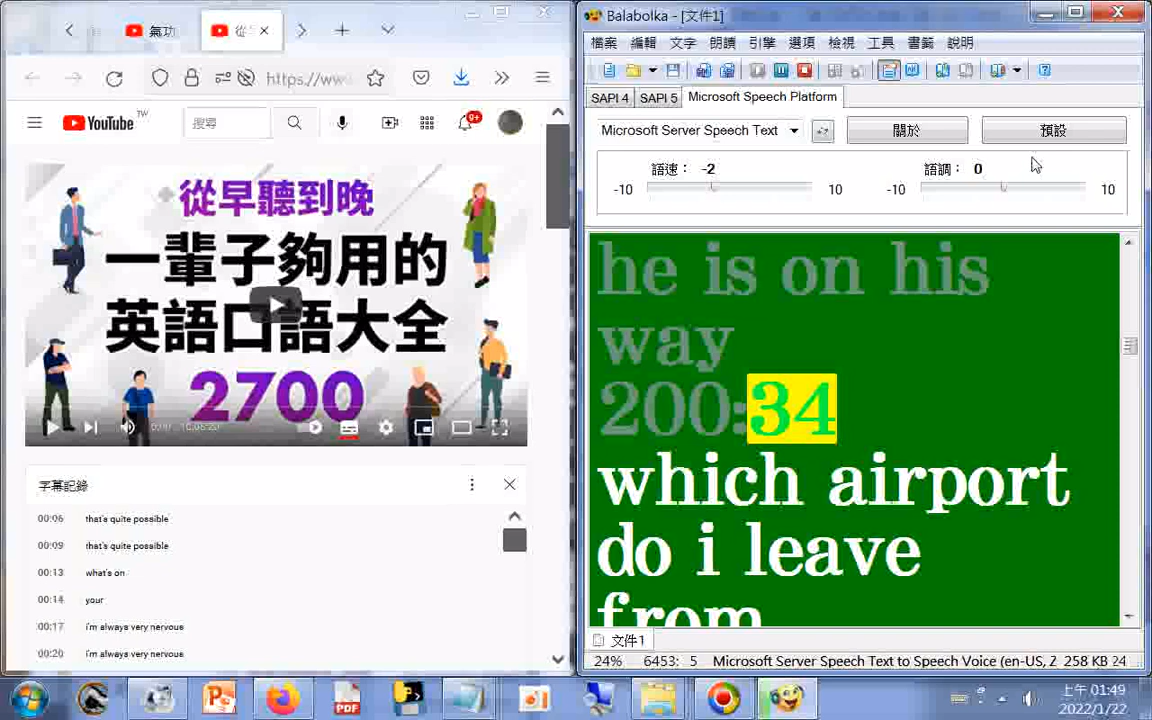 氣功
從
https://www
YouTube TW
搜尋
9+
從早聽到晚
一輩子夠用的
英語口語大全
2700
字幕記錄
00:06 that's quite possible
00:09 that's quite possible
00:13 what's on
00:14 your
00:17 i'm always very nervous
00:20 i'm always very nervous
Balabolka - [文件1]
檔案 編輯 文字 朗讀 引擎 選項 檢視 工具 書籤 說明
SAPI 4 SAPI 5 Microsoft Speech Platform
Microsoft Server Speech Text 關於 預設
語速： -2 語調： 0
-10 10 -10 10
he is on his
way
200:34
which airport
do i leave
from
文件1
24% 6453: 5 Microsoft Server Speech Text to Speech Voice (en-US, Z 258 KB 24
PDF
上午 01:49
2022/1/22